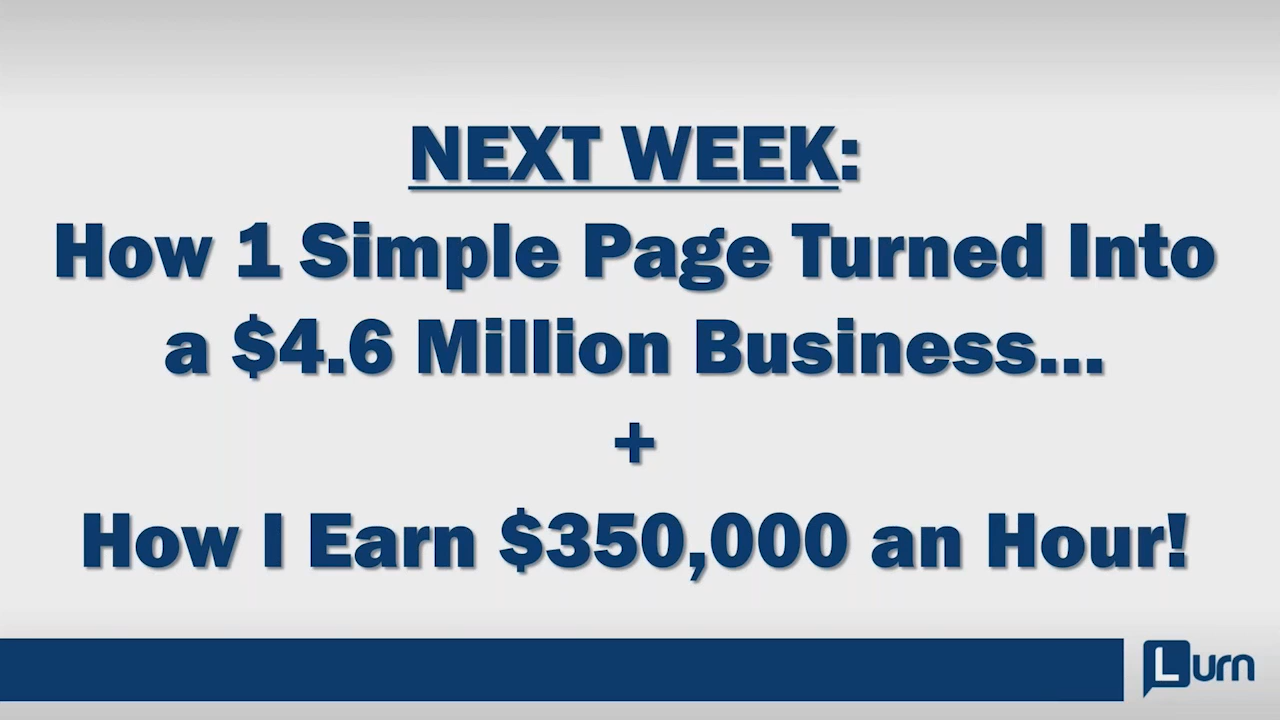 NEXT WEEK:
How 1 Simple Page Turned Into
a $4.6 Million Business...
+
How I Earn $350,000 an Hour!
Lurn